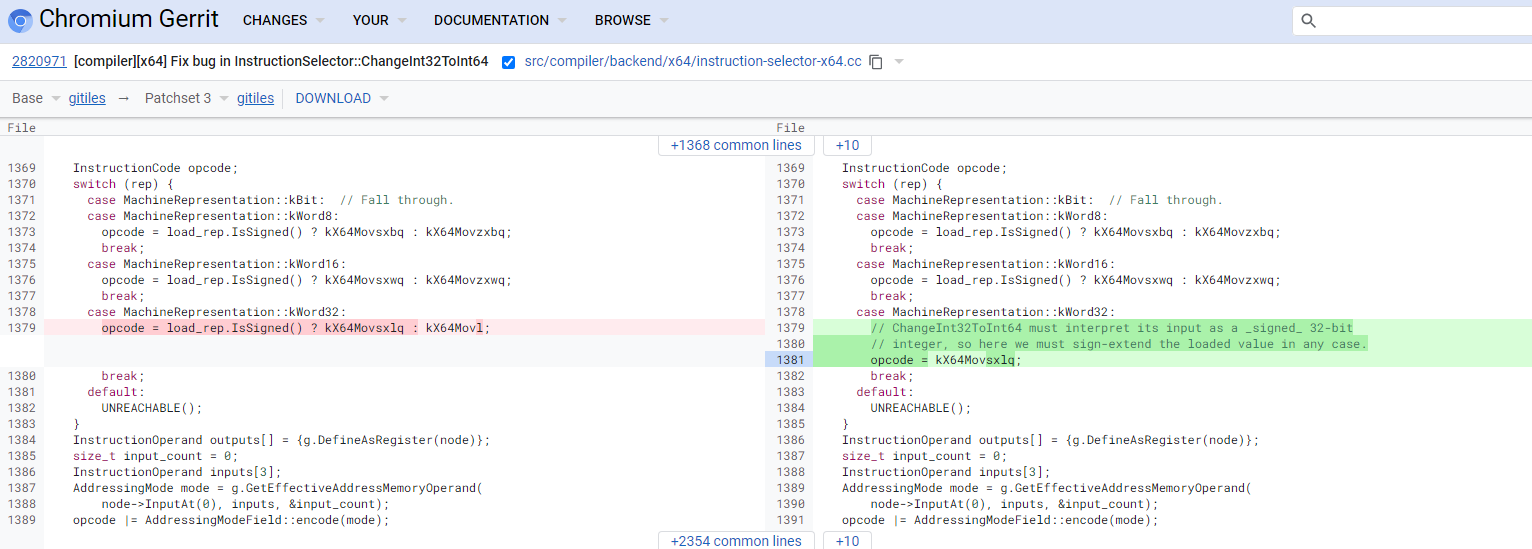 Chromium Gerrit CHANGES YOUR DOCUMENTATION BROWSE
2820971 [compiler][x64] Fix bug in InstructionSelector::ChangeInt32ToInt64 src/compiler/backend/x64/instruction-selector-x64.cc
Base gitiles → Patchset 3 gitiles DOWNLOAD
File
+1368 common lines
1369 InstructionCode opcode;
1370 switch (rep) {
1371 case MachineRepresentation::kBit: // Fall through.
1372 case MachineRepresentation::kWord8:
1373 opcode = load_rep.IsSigned() ? kX64Movsxbq : kX64Movzxbq;
1374 break;
1375 case MachineRepresentation::kWord16:
1376 opcode = load_rep.IsSigned() ? kX64Movsxwq : kX64Movzxwq;
1377 break;
1378 case MachineRepresentation::kWord32:
1379 opcode = load_rep.IsSigned() ? kX64Movsxlq : kX64Movl;
1380 break;
1381 default:
1382 UNREACHABLE();
1383 }
1384 InstructionOperand outputs[] = {g.DefineAsRegister(node)};
1385 size_t input_count = 0;
1386 InstructionOperand inputs[3];
1387 AddressingMode mode = g.GetEffectiveAddressMemoryOperand(
1388 node->InputAt(0), inputs, &input_count);
1389 opcode |= AddressingModeField::encode(mode);
+2354 common lines
File
+10
1369 InstructionCode opcode;
1370 switch (rep) {
1371 case MachineRepresentation::kBit: // Fall through.
1372 case MachineRepresentation::kWord8:
1373 opcode = load_rep.IsSigned() ? kX64Movsxbq : kX64Movzxbq;
1374 break;
1375 case MachineRepresentation::kWord16:
1376 opcode = load_rep.IsSigned() ? kX64Movsxwq : kX64Movzxwq;
1377 break;
1378 case MachineRepresentation::kWord32:
1379 // ChangeInt32ToInt64 must interpret its input as a _signed_ 32-bit
1380 // integer, so here we must sign-extend the loaded value in any case.
1381 opcode = kX64Movsxlq;
1382 break;
1383 default:
1384 UNREACHABLE();
1385 }
1386 InstructionOperand outputs[] = {g.DefineAsRegister(node)};
1387 size_t input_count = 0;
1388 InstructionOperand inputs[3];
1389 AddressingMode mode = g.GetEffectiveAddressMemoryOperand(
1390 node->InputAt(0), inputs, &input_count);
1391 opcode |= AddressingModeField::encode(mode);
+10